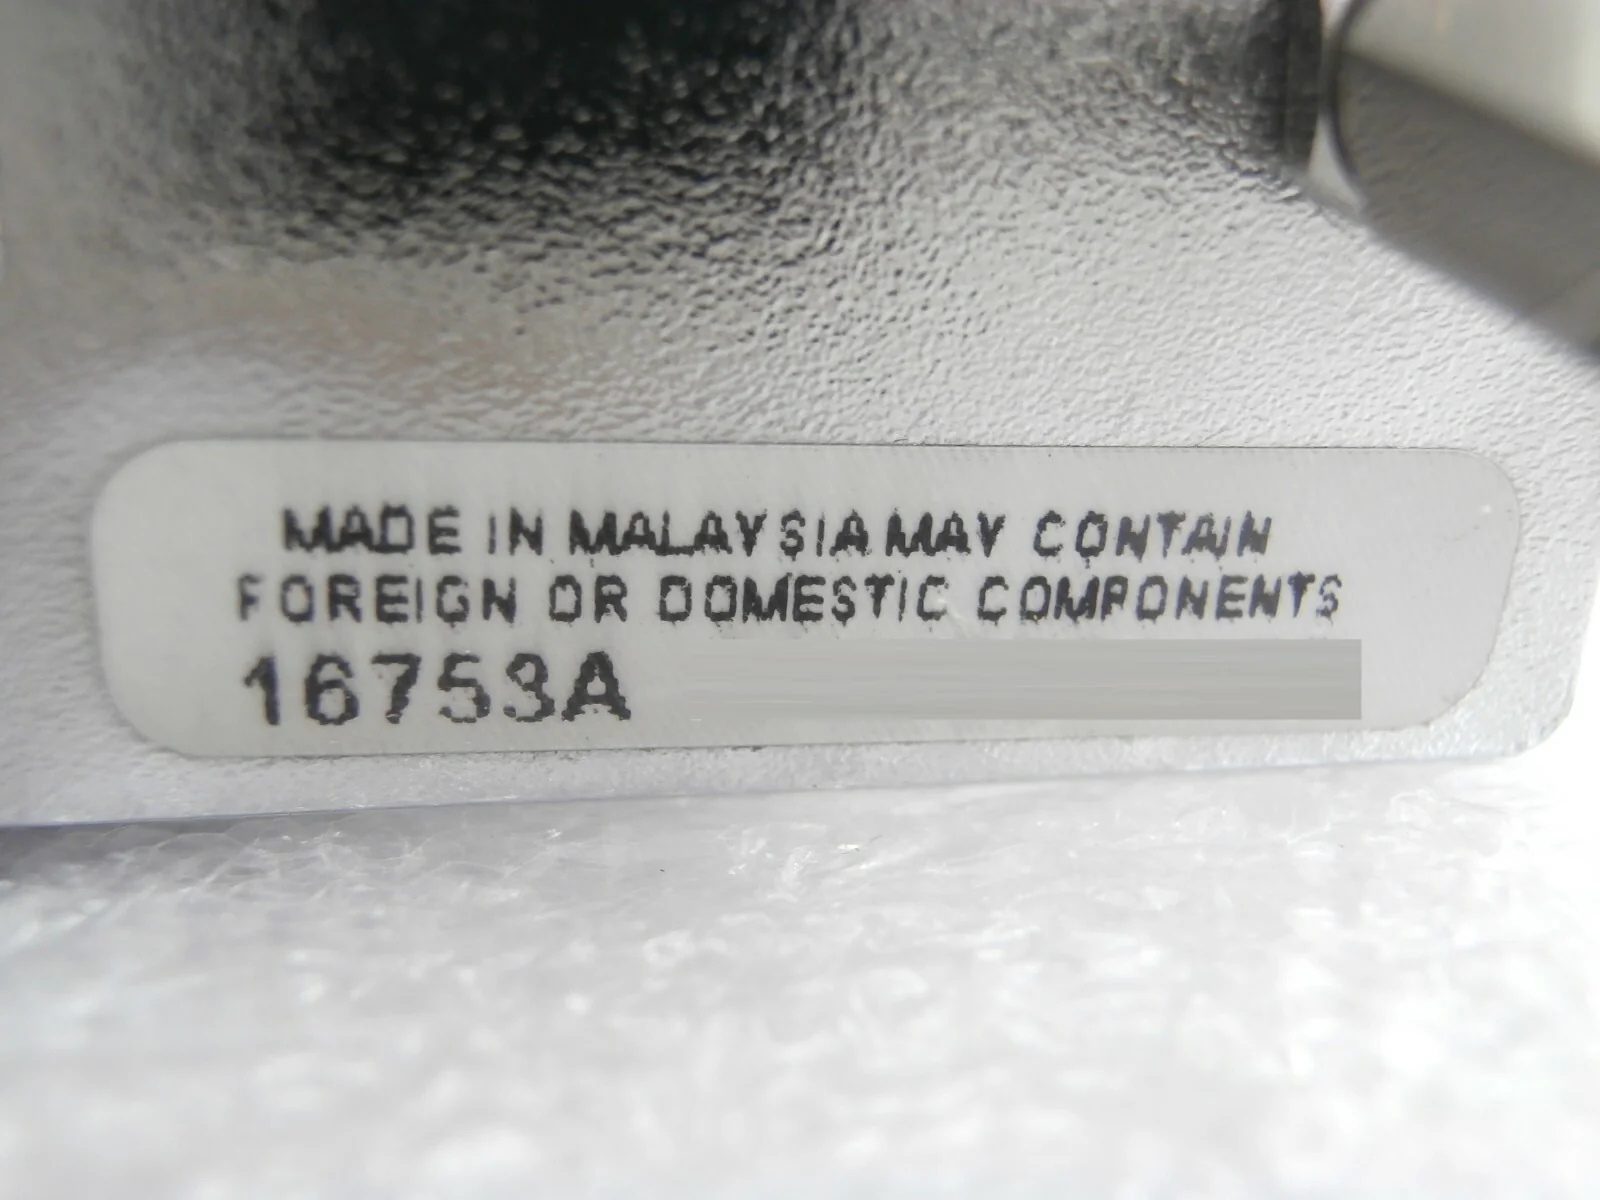 MADE IN MALAYSIA MAY CONTAIN
FOREIGN OR DOMESTIC COMPONENTS
16753A